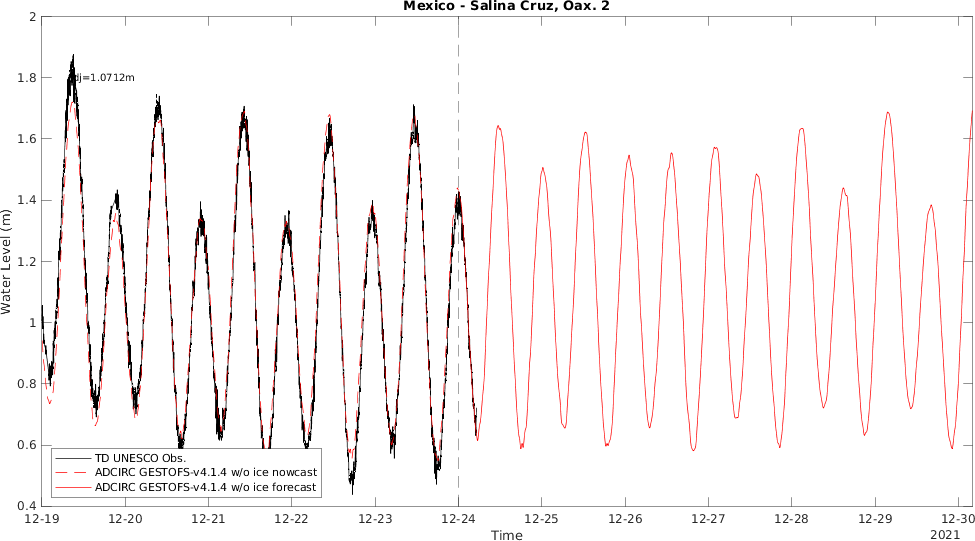 Mexico - Salina Cruz, Oax. 2
2
1.8
1.6
1.4
1.2
1
0.8
0.6
0.4
Water Level (m)
dj=1.0712m
TD UNESCO Obs.
ADCIRC GESTOFS-v4.1.4 w/o ice nowcast
ADCIRC GESTOFS-v4.1.4 w/o ice forecast
12-19 12-20 12-21 12-22 12-23 12-24 12-25 12-26 12-27 12-28 12-29 12-30
Time
2021